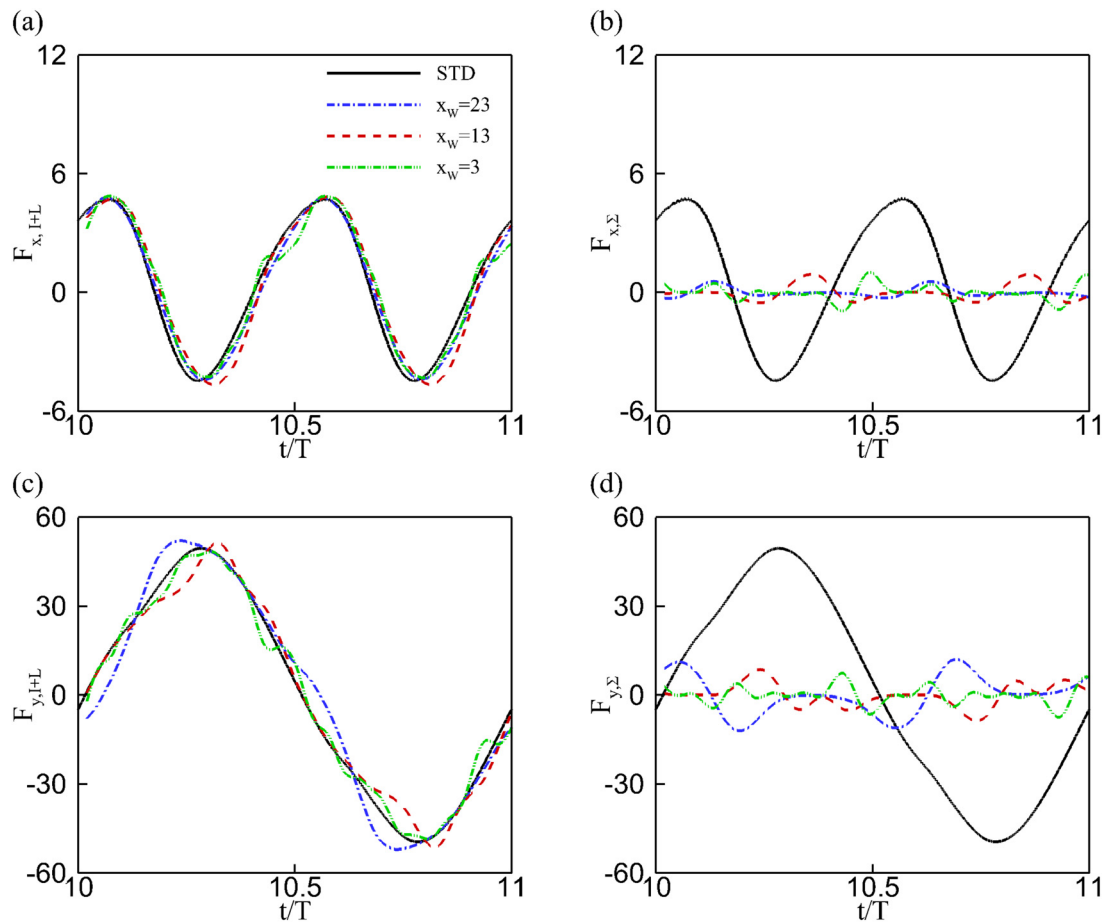 (a)
12
6
0
-6
F_x, I+L
STD
x_W=23
x_W=13
x_W=3
10
10.5
11
t/T
(b)
12
6
0
-6
F_x,Σ
10
10.5
11
t/T
(c)
60
30
0
-30
-60
F_y,I+L
10
10.5
11
t/T
(d)
60
30
0
-30
-60
F_y,Σ
10
10.5
11
t/T